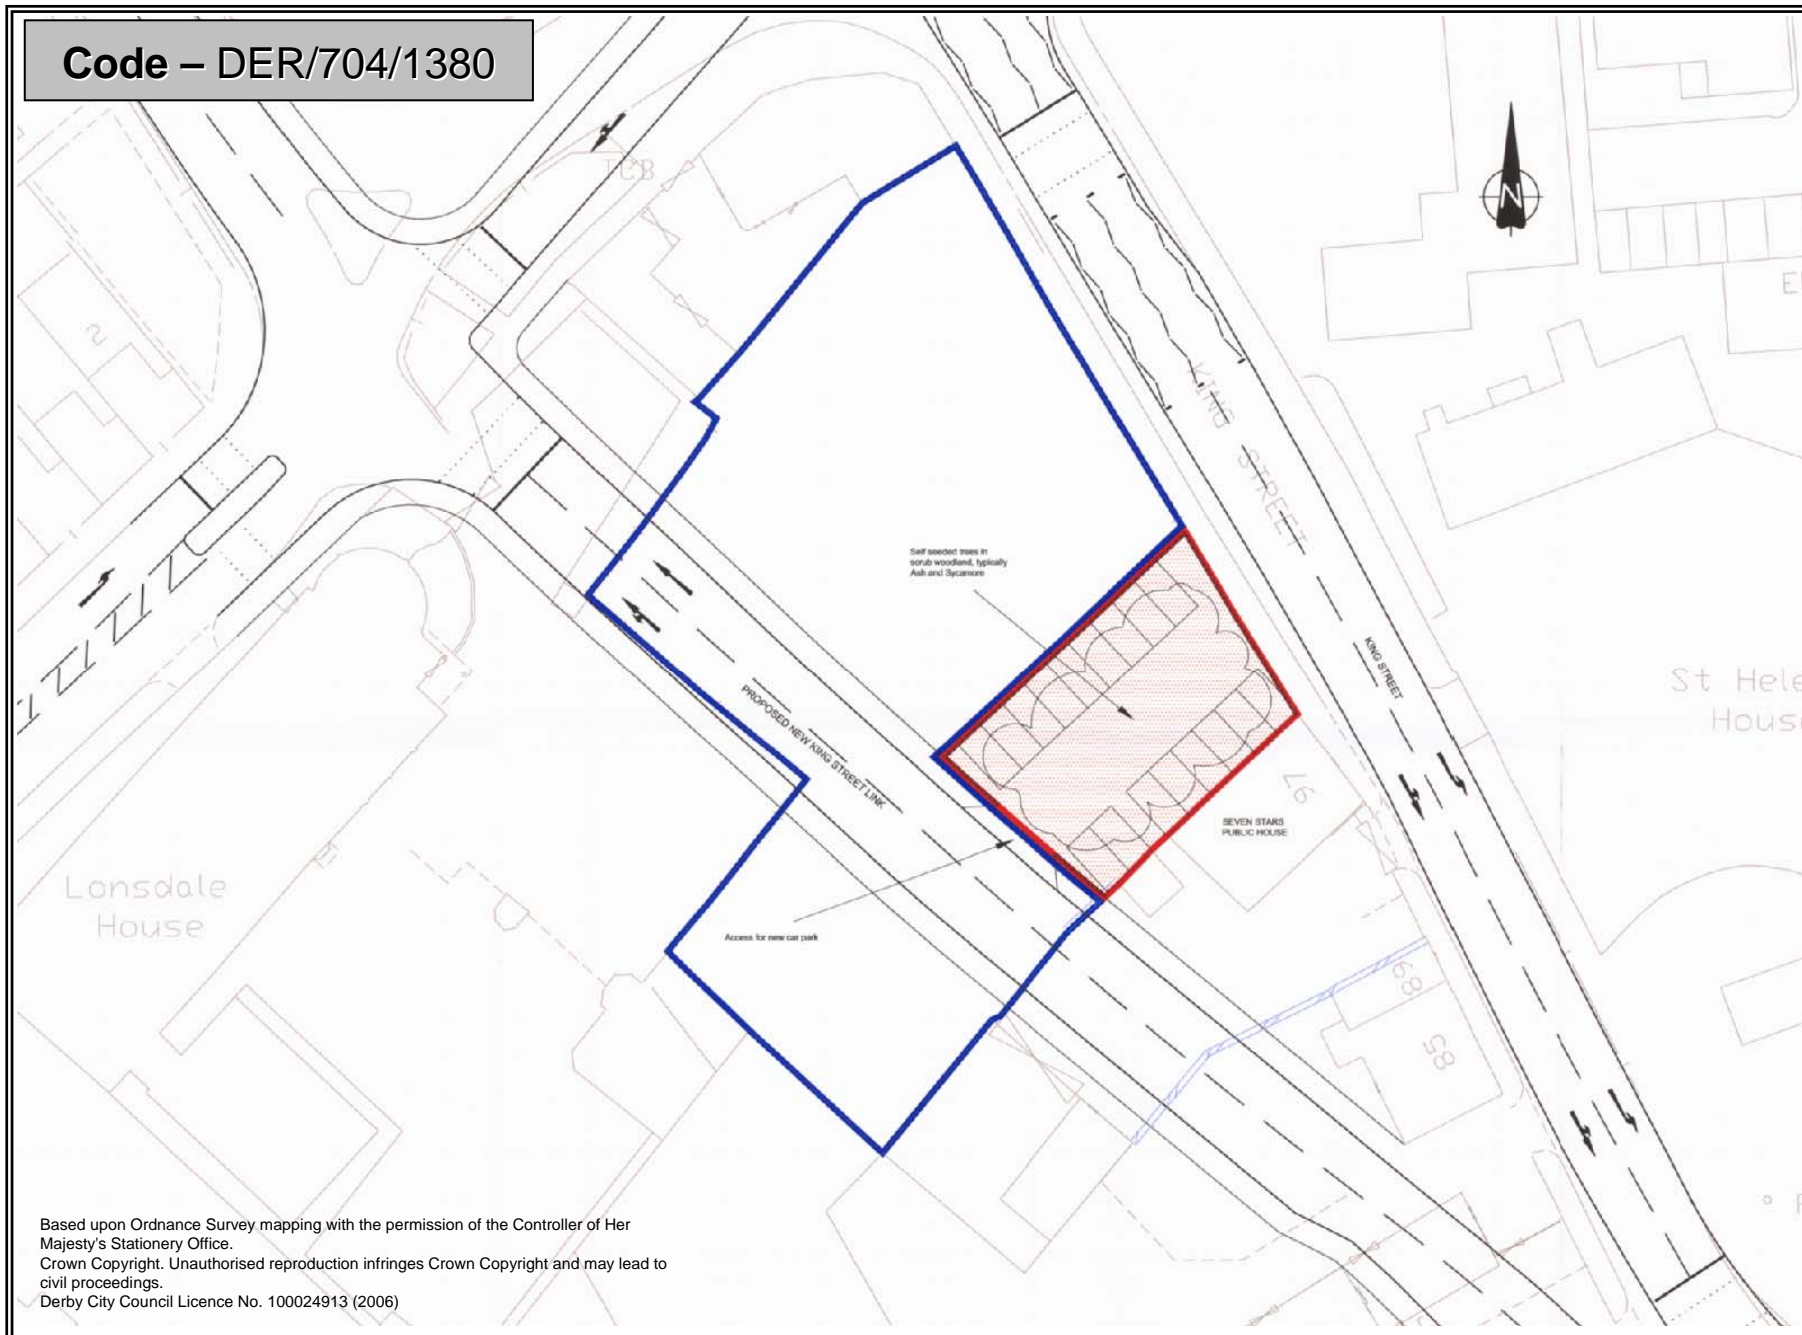 Code – DER/704/1380
TCB
2
N
KING STREET
Self seeded trees in
scrub woodland, typically
Ash and Sycamore
KING STREET
PROPOSED NEW KING STREET LINK
St Hele
House
97
SEVEN STARS
PUBLIC HOUSE
Lonsdale
House
Access for new car park
89
85
Based upon Ordnance Survey mapping with the permission of the Controller of Her
Majesty's Stationery Office.
Crown Copyright. Unauthorised reproduction infringes Crown Copyright and may lead to
civil proceedings.
Derby City Council Licence No. 100024913 (2006)